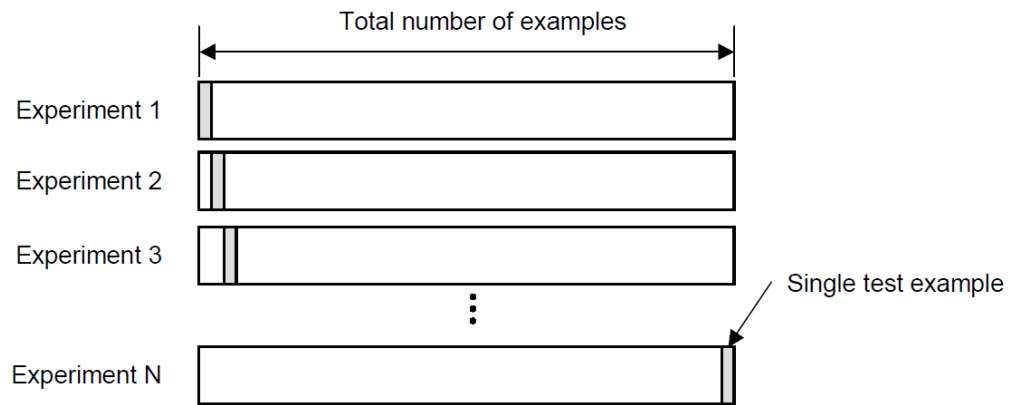 Total number of examples
Experiment 1
Experiment 2
Experiment 3
Single test example
Experiment N